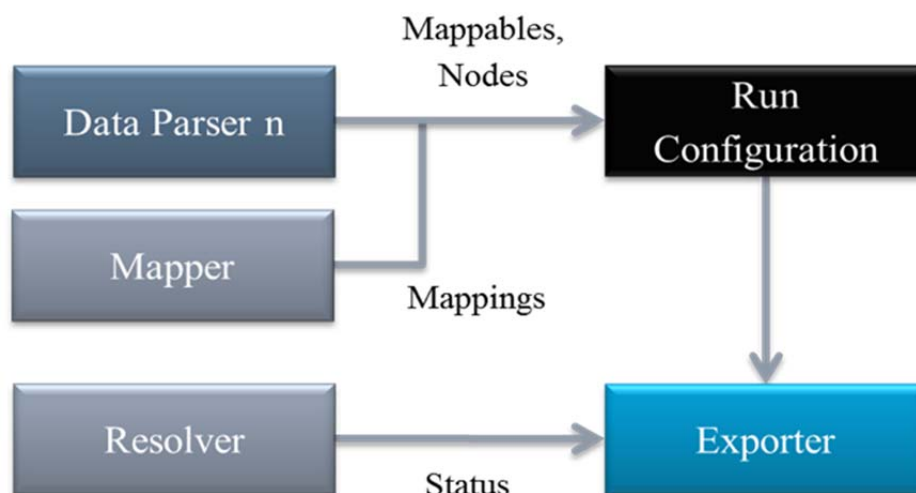 Mappables,
Nodes
Data Parser n
Run
Configuration
Mapper
Mappings
Resolver
Exporter
Status